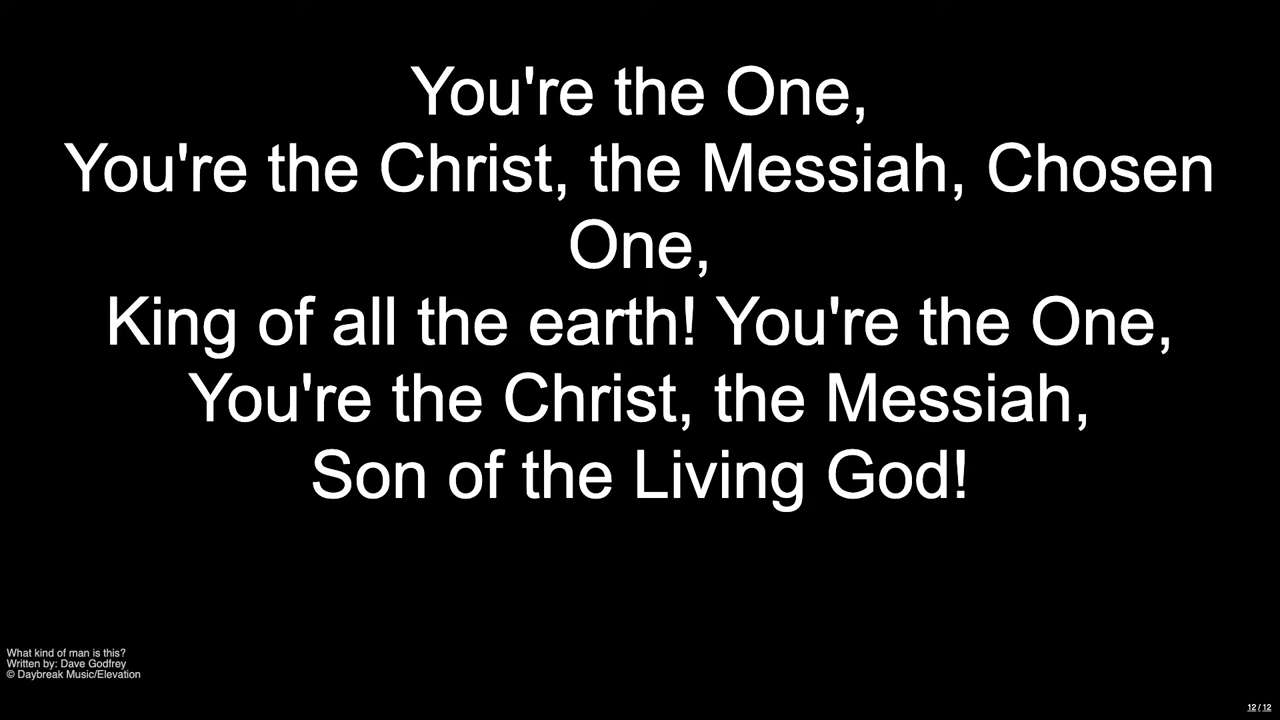 You're the One,
You're the Christ, the Messiah, Chosen
One,
King of all the earth! You're the One,
You're the Christ, the Messiah,
Son of the Living God!
What kind of man is this?
Written by: Dave Godfrey
© Daybreak Music/Elevation
12 / 12